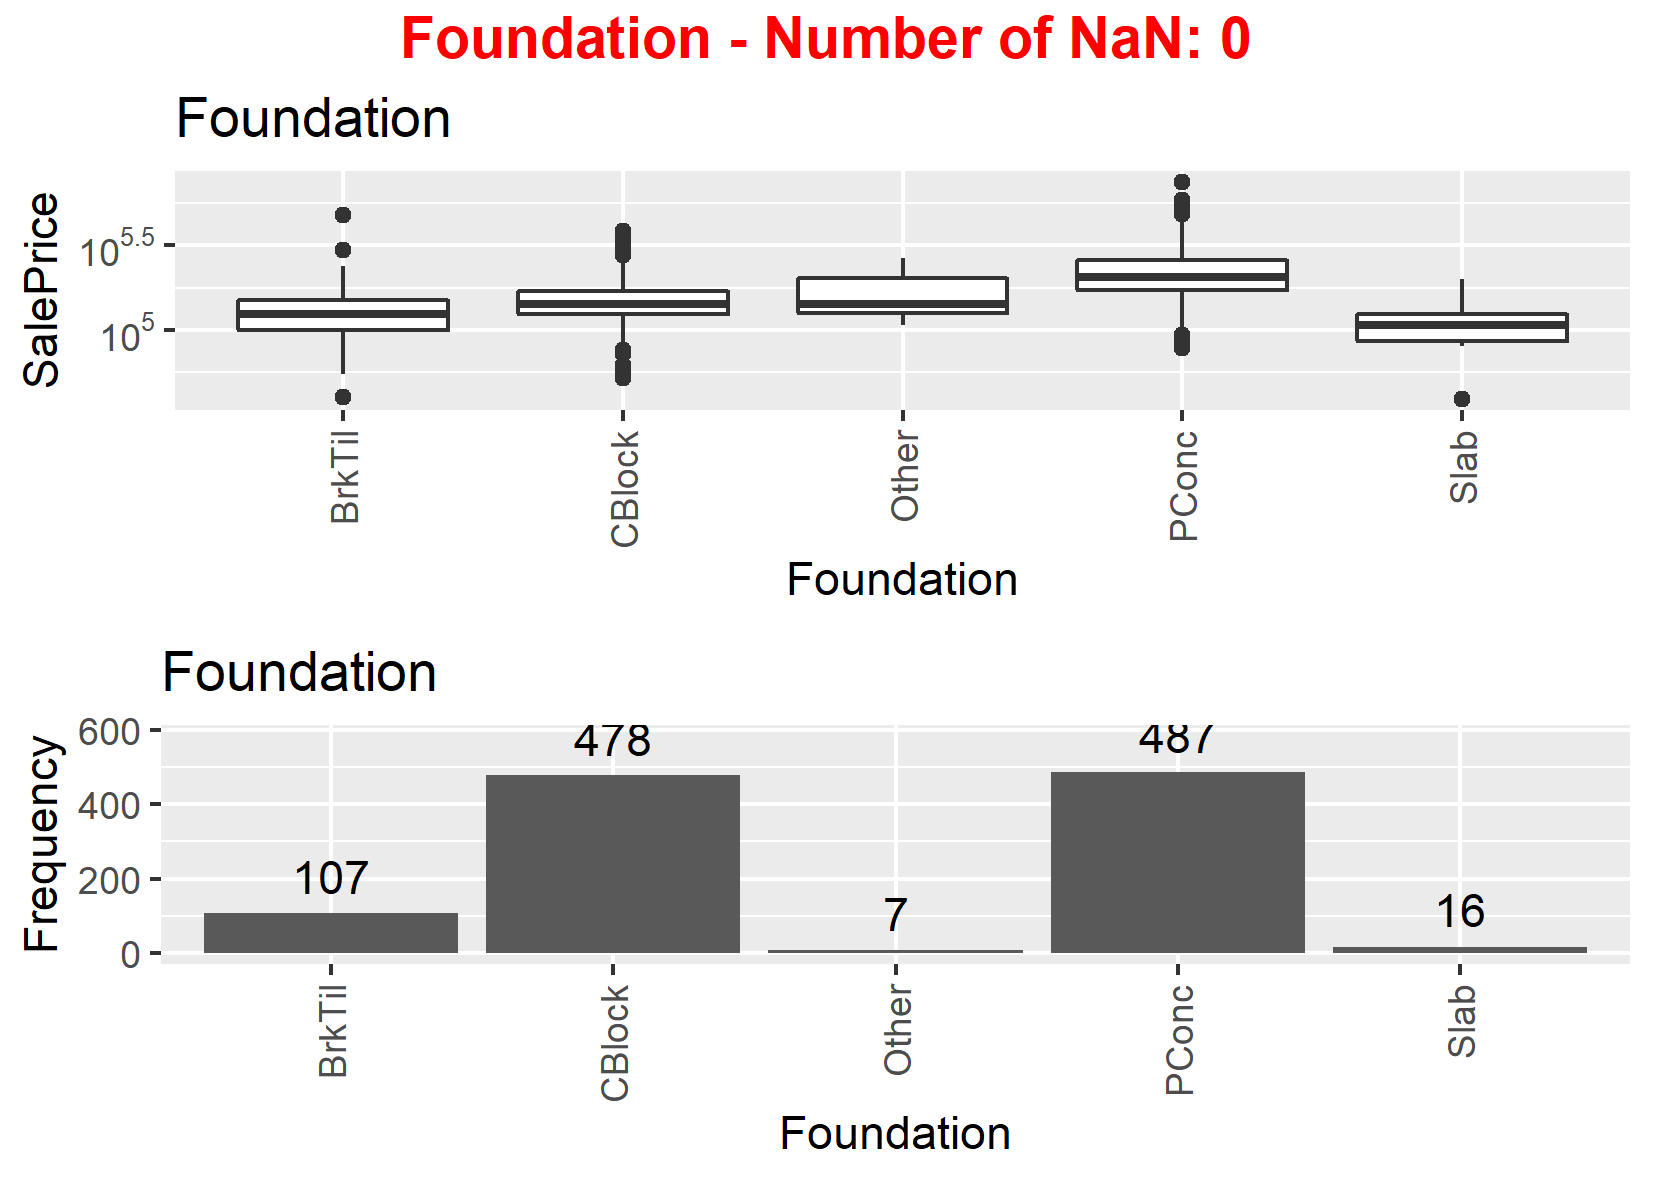 Foundation - Number of NaN: 0
Foundation
SalePrice
10^5.5
10^5
BrkTil
CBlock
Other
PConc
Slab
Foundation
Foundation
Frequency
600
400
200
0
107
478
7
487
16
BrkTil
CBlock
Other
PConc
Slab
Foundation